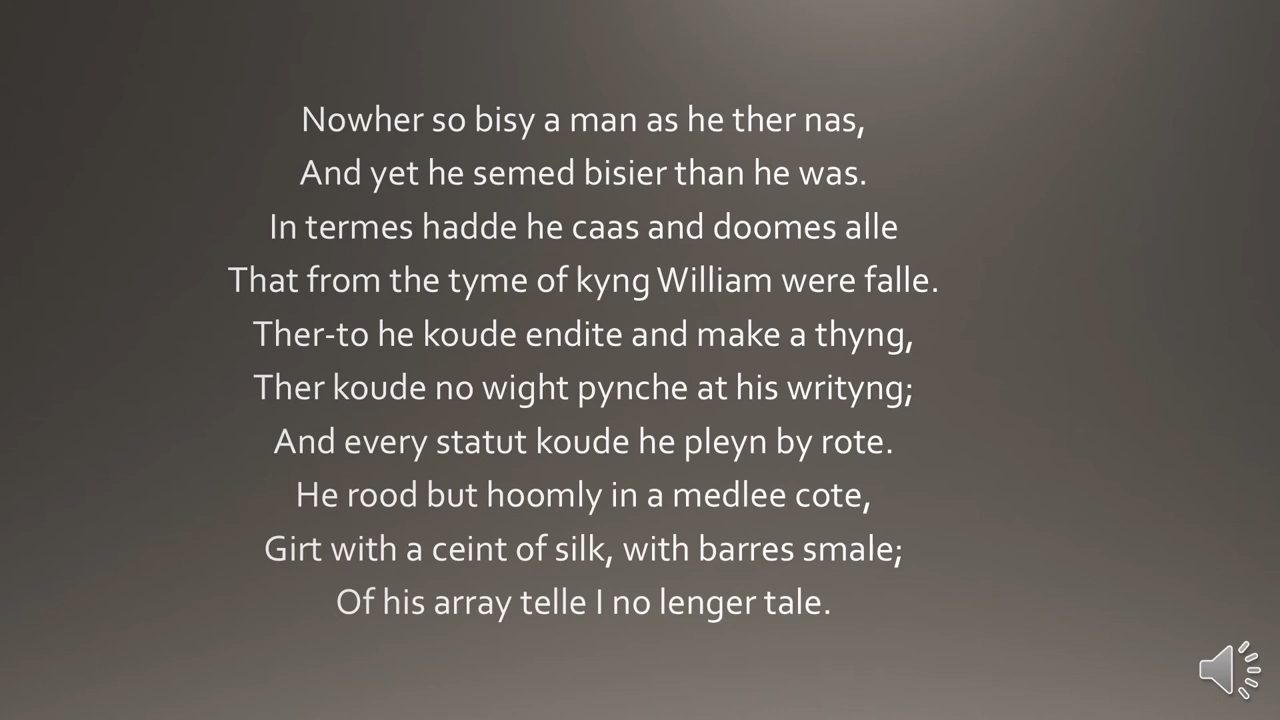 Nowher so bisy a man as he ther nas,
And yet he semed bisier than he was.
In termes hadde he caas and doomes alle
That from the tyme of kyng William were falle.
Ther-to he koude endite and make a thyng,
Ther koude no wight pynche at his writyng;
And every statut koude he pleyn by rote.
He rood but hoomly in a medlee cote,
Girt with a ceint of silk, with barres smale;
Of his array telle I no lenger tale.